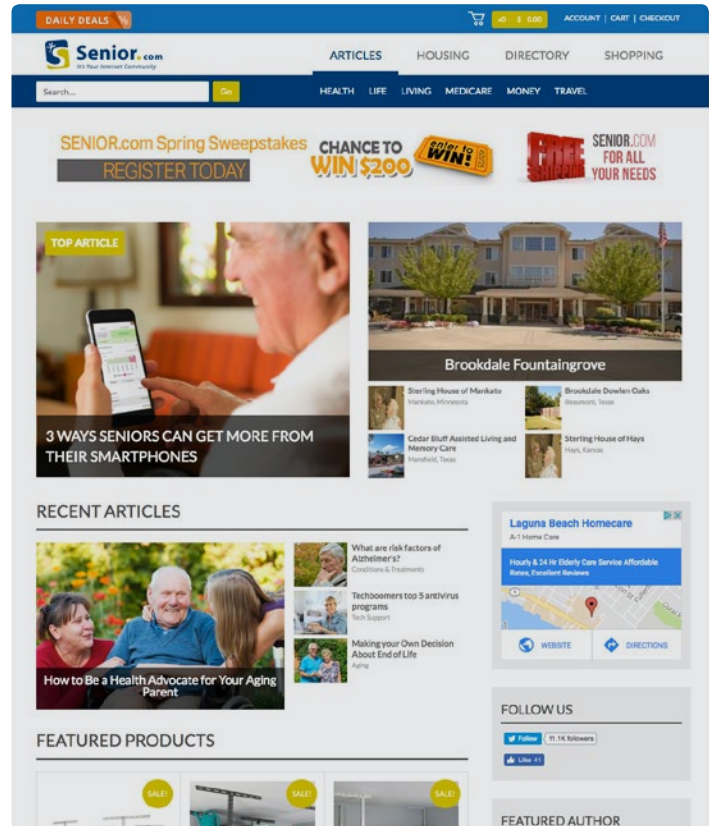 DAILY DEALS %
$ 0.00
ACCOUNT | CART | CHECKOUT
Senior.com
It's Your Internet Community
ARTICLES HOUSING DIRECTORY SHOPPING
Search... Go
HEALTH LIFE LIVING MEDICARE MONEY TRAVEL
SENIOR.com Spring Sweepstakes
REGISTER TODAY
CHANCE TO
WIN $200
enter to
WIN!
FREE
SHIPPING
SENIOR.COM
FOR ALL
YOUR NEEDS
TOP ARTICLE
3 WAYS SENIORS CAN GET MORE FROM
THEIR SMARTPHONES
Brookdale Fountaingrove
Sterling House of Mankato
Mankato, Minnesota
Brookdale Dowlen Oaks
Beaumont, Texas
Cedar Bluff Assisted Living and
Memory Care
Mansfield, Texas
Sterling House of Hays
Hays, Kansas
RECENT ARTICLES
How to Be a Health Advocate for Your Aging
Parent
What are risk factors of
Alzheimer's?
Conditions & Treatments
Techboomers top 5 antivirus
programs
Tech Support
Making your Own Decision
About End of Life
Aging
Laguna Beach Homecare
A-1 Home Care
Hourly & 24 Hr Elderly Care Service Affordable
Rates, Excellent Reviews
WEBSITE
DIRECTIONS
FOLLOW US
Follow 11.1K followers
Like 41
FEATURED PRODUCTS
SALE!
SALE!
SALE!
FEATURED AUTHOR